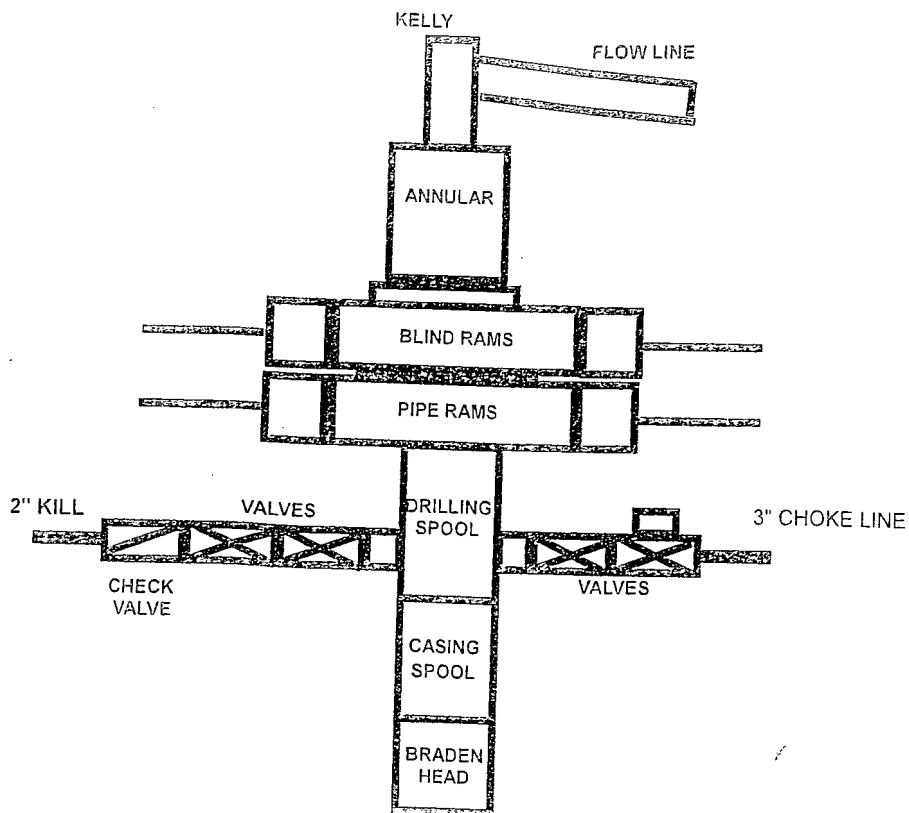 KELLY
FLOW LINE
ANNULAR
BLIND RAMS
PIPE RAMS
2" KILL
VALVES
DRILLING
SPOOL
3" CHOKE LINE
CHECK
VALVE
VALVES
CASING
SPOOL
BRADEN
HEAD